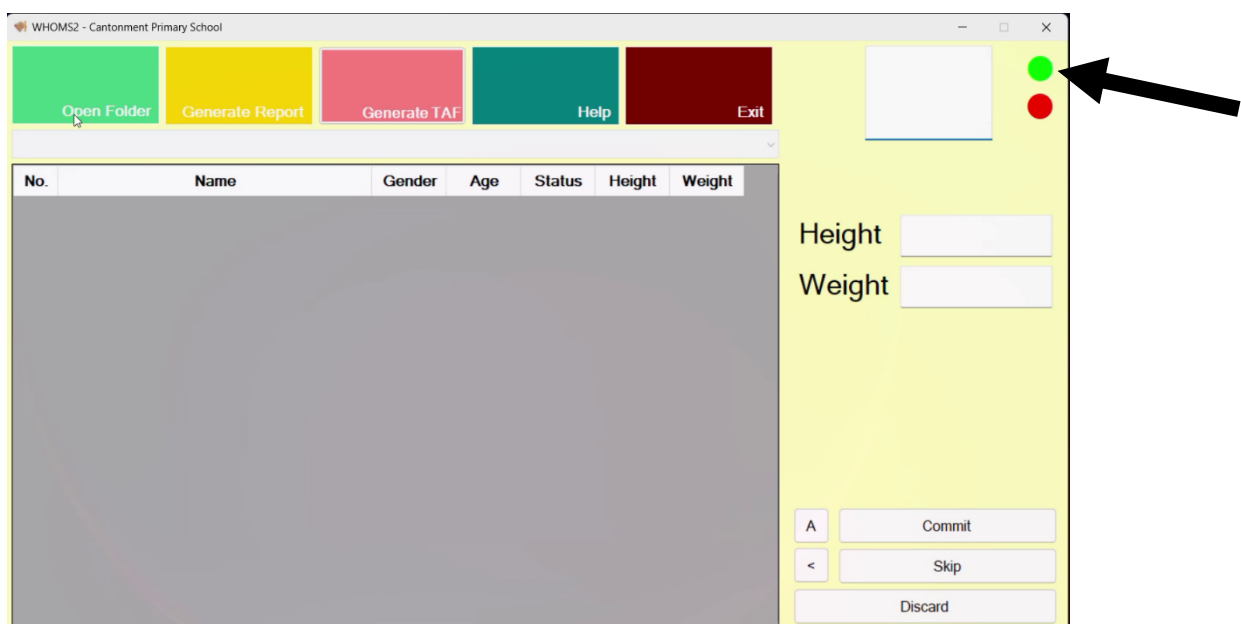 WHOMS2 - Cantonment Primary School
Open Folder Generate Report Generate TAF Help Exit
No. Name Gender Age Status Height Weight
Height
Weight
A Commit
< Skip
Discard